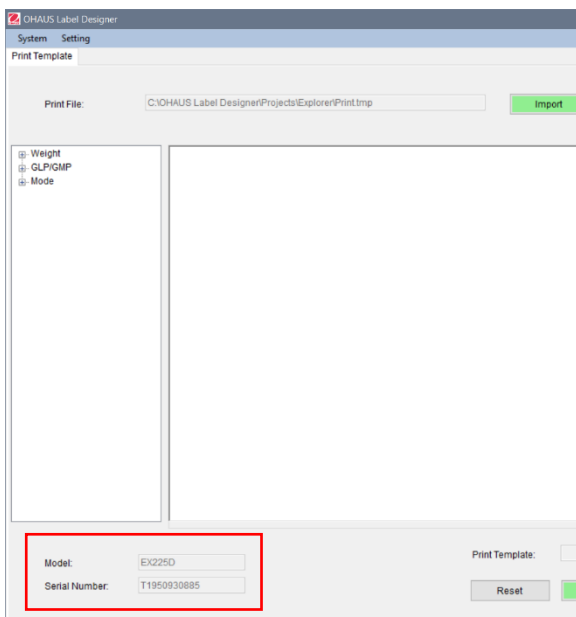 OHAUS Label Designer
System Setting
Print Template
Print File: C:\OHAUS Label Designer\Projects\Explorer\Print.tmp Import
Weight
GLP/GMP
Mode
Model: EX225D
Print Template:
Serial Number: T1950930885
Reset